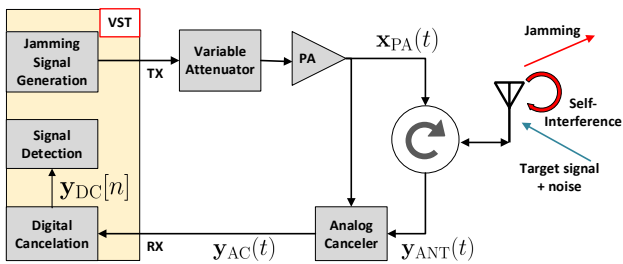 VST
Jamming
Signal
Generation
TX
Variable
Attenuator
PA
x_PA(t)
Jamming
Self-
Interference
Target signal
+ noise
Signal
Detection
y_DC[n]
Digital
Cancelation
RX
y_AC(t)
Analog
Canceler
y_ANT(t)